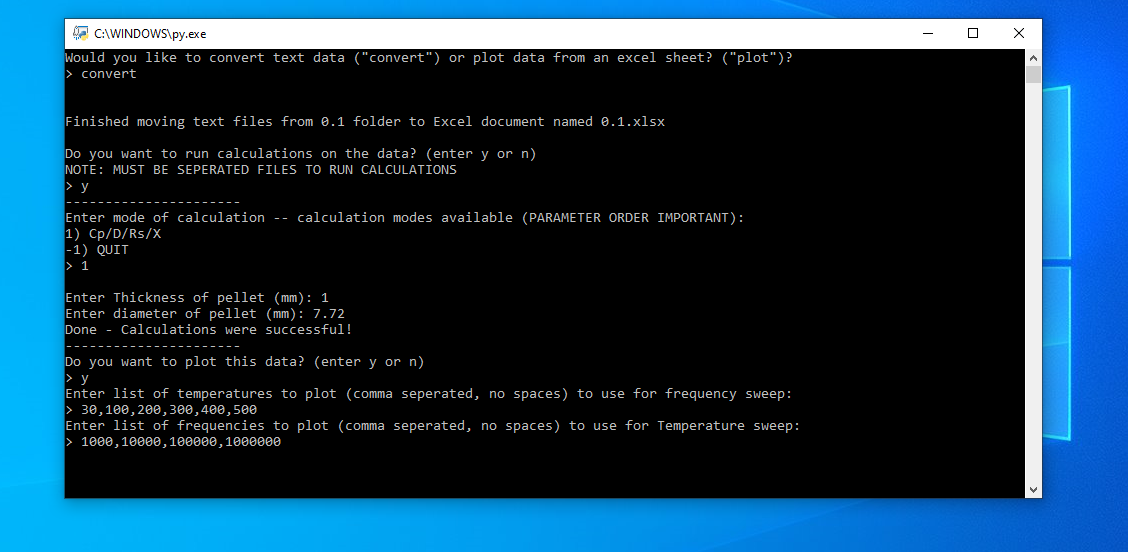 C:\WINDOWS\py.exe
Would you like to convert text data ("convert") or plot data from an excel sheet? ("plot")?
> convert
Finished moving text files from 0.1 folder to Excel document named 0.1.xlsx
Do you want to run calculations on the data? (enter y or n)
NOTE: MUST BE SEPERATED FILES TO RUN CALCULATIONS
> y
----------------------
Enter mode of calculation -- calculation modes available (PARAMETER ORDER IMPORTANT):
1) Cp/D/Rs/X
-1) QUIT
> 1
Enter Thickness of pellet (mm): 1
Enter diameter of pellet (mm): 7.72
Done - Calculations were successful!
----------------------
Do you want to plot this data? (enter y or n)
> y
Enter list of temperatures to plot (comma seperated, no spaces) to use for frequency sweep:
> 30,100,200,300,400,500
Enter list of frequencies to plot (comma seperated, no spaces) to use for Temperature sweep:
> 1000,10000,100000,1000000